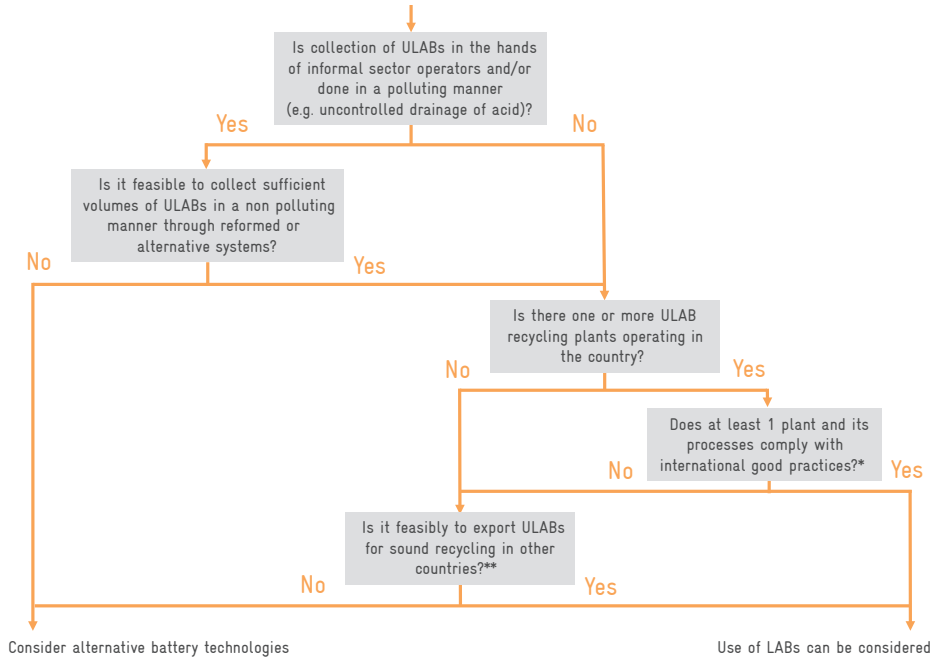 Is collection of ULABs in the hands
of informal sector operators and/or
done in a polluting manner
(e.g. uncontrolled drainage of acid)?
Yes
No
Is it feasible to collect sufficient
volumes of ULABs in a non polluting
manner through reformed or
alternative systems?
No
Yes
Is there one or more ULAB
recycling plants operating in
the country?
No
Yes
Does at least 1 plant and its
processes comply with
international good practices?*
No
Yes
Is it feasibly to export ULABs
for sound recycling in other
countries?**
No
Yes
Consider alternative battery technologies
Use of LABs can be considered